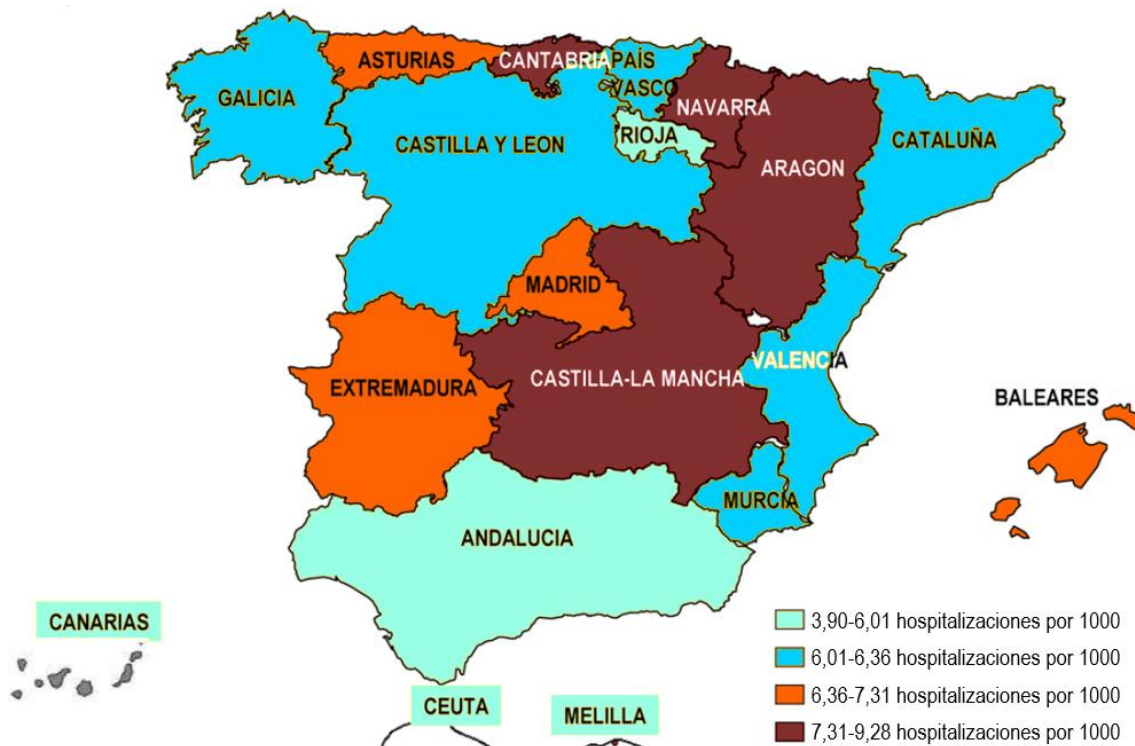 ASTURIAS
CANTABRIA
PAÍS
VASCO
GALICIA
NAVARRA
RIOJA
CASTILLA Y LEON
CATALUÑA
ARAGON
MADRID
VALENCIA
CASTILLA-LA MANCHA
EXTREMADURA
BALEARES
MURCIA
ANDALUCIA
CANARIAS
CEUTA
MELILLA
3,90-6,01 hospitalizaciones por 1000
6,01-6,36 hospitalizaciones por 1000
6,36-7,31 hospitalizaciones por 1000
7,31-9,28 hospitalizaciones por 1000